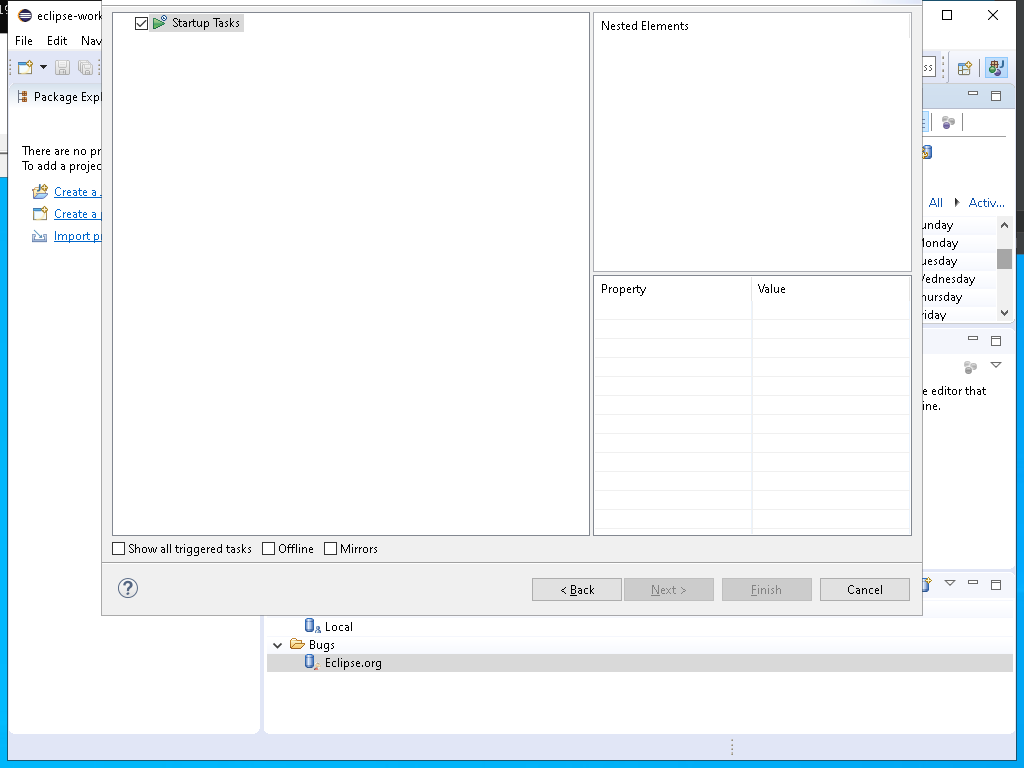 eclipse-work
File Edit Nav
Package Expl
There are no pr
To add a projec
Create a
Create a
Import p
Startup Tasks
Nested Elements
Property Value
Show all triggered tasks Offline Mirrors
< Back Next > Finish Cancel
ss
All Activ...
unday
londay
uesday
Vednesday
hursday
riday
e editor that
ine.
Local
Bugs
Eclipse.org